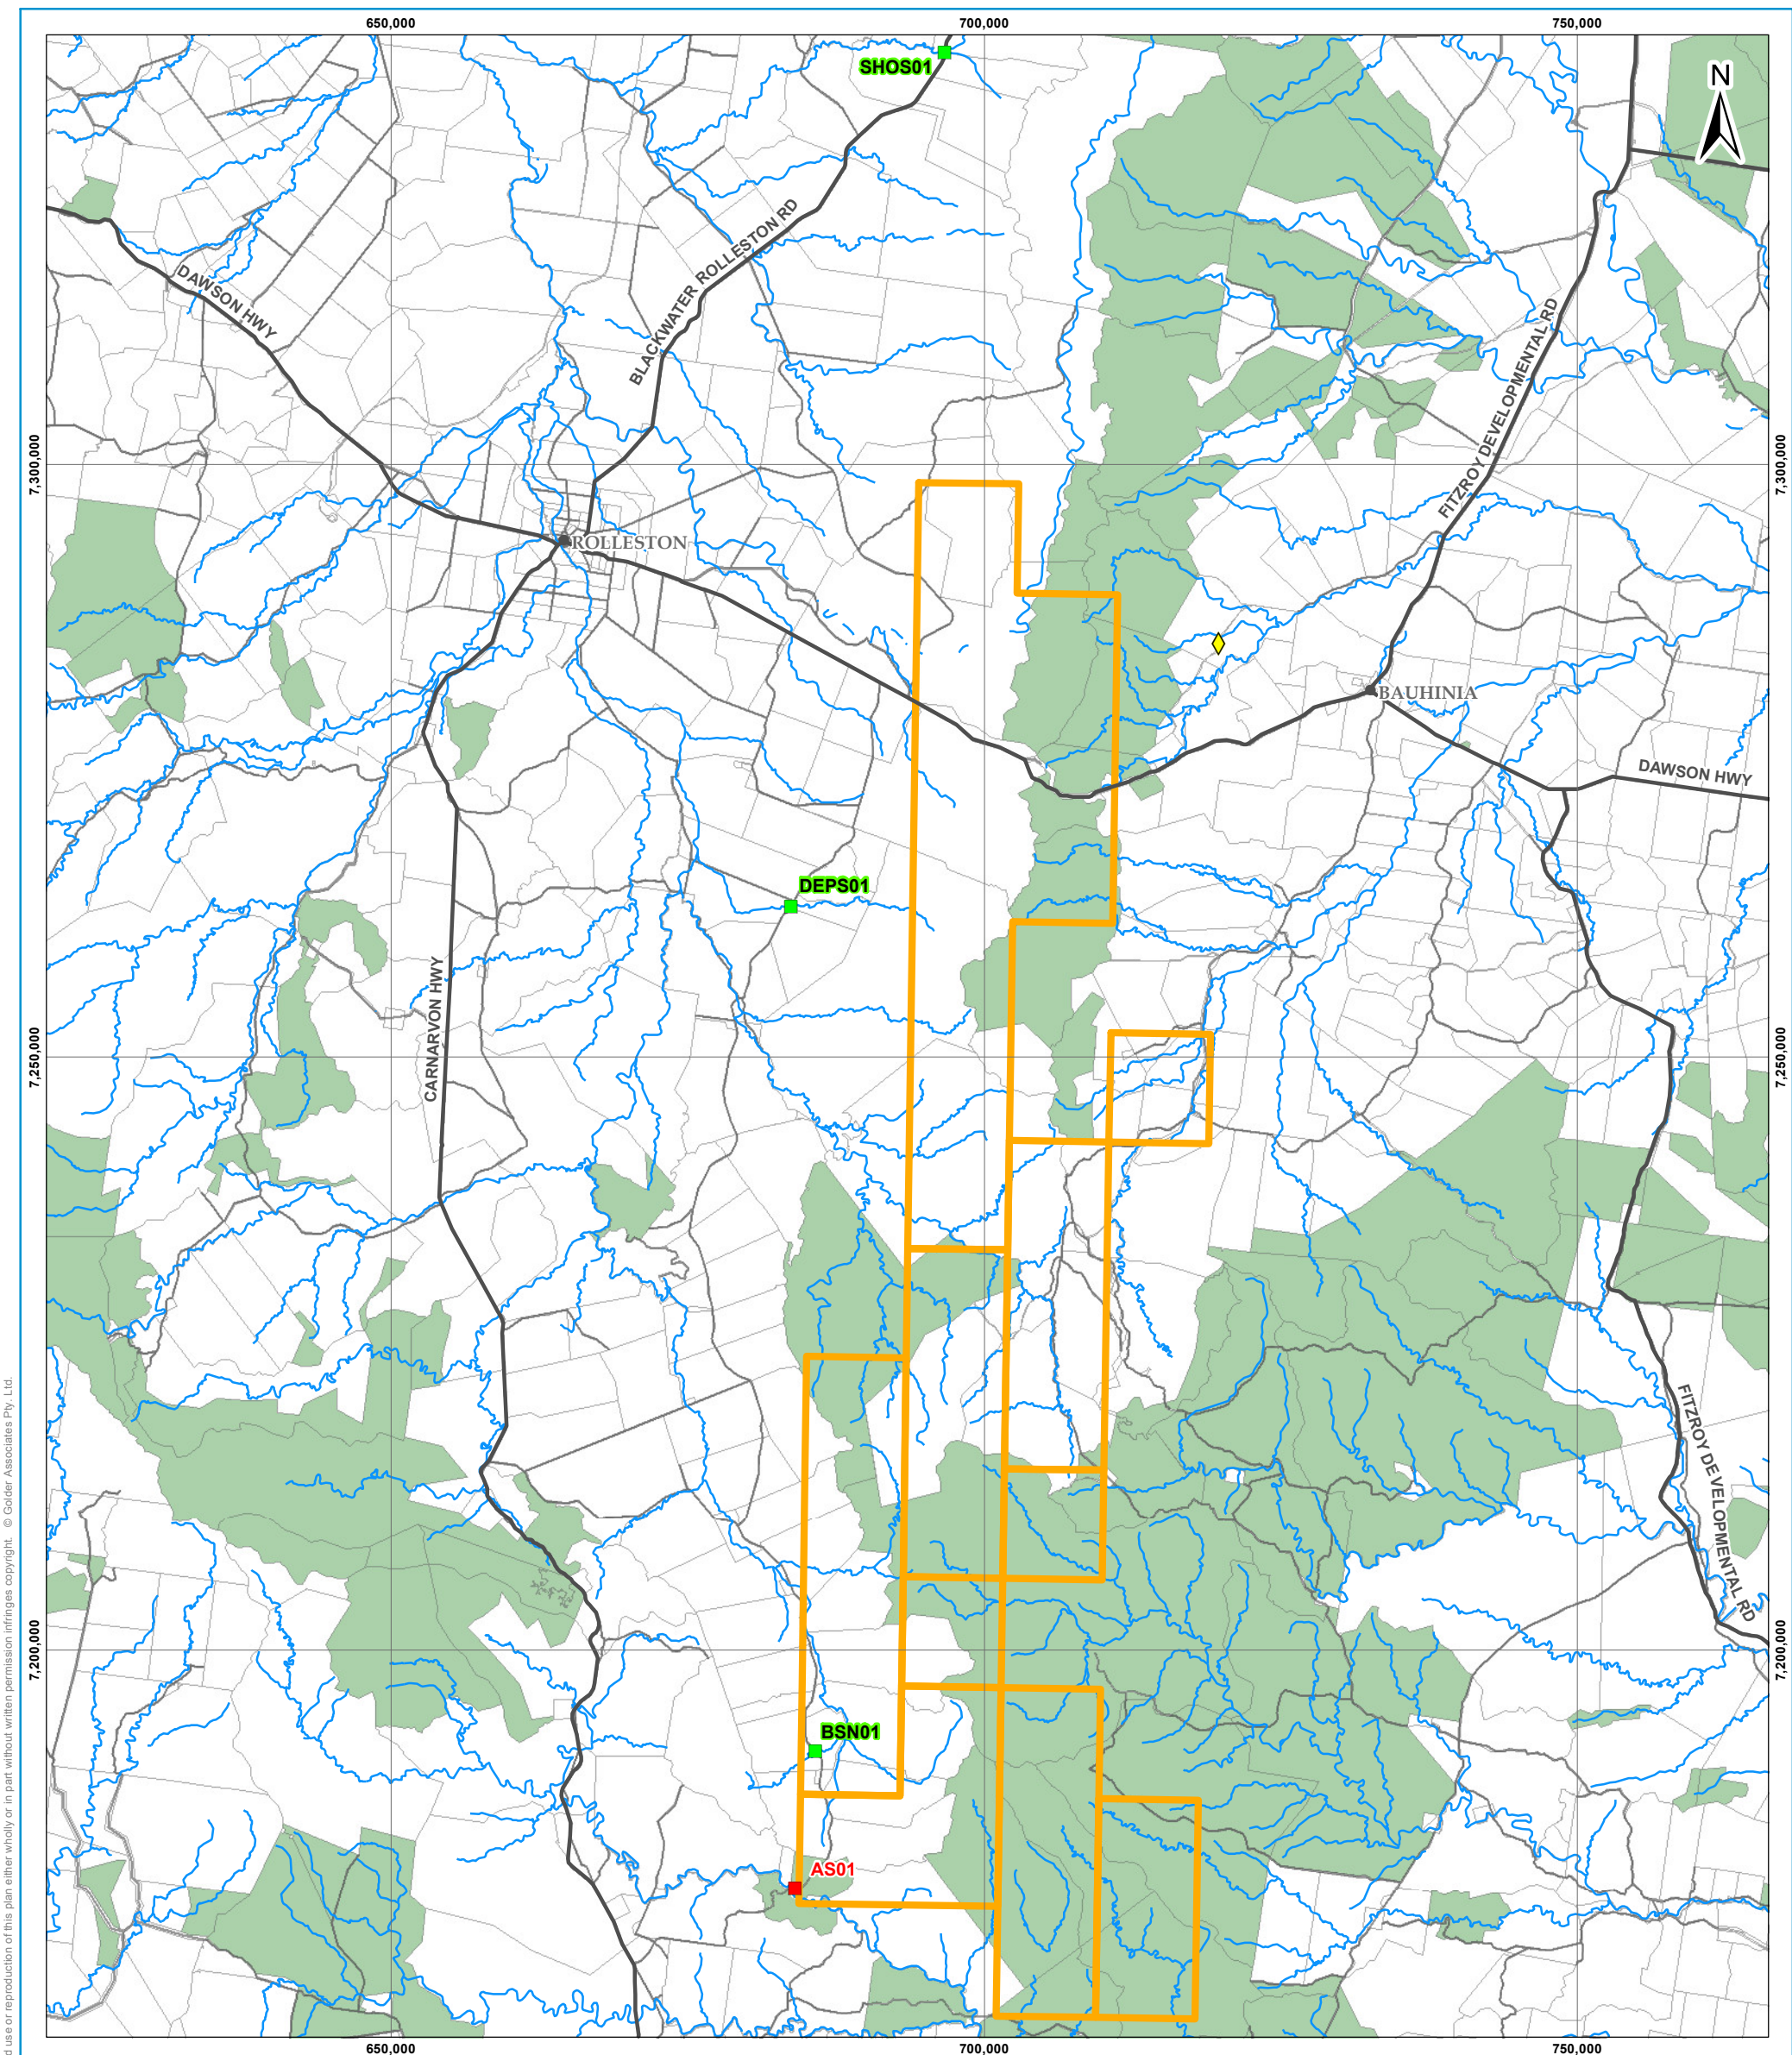 650,000
700,000
750,000
SHOS01
N
DAWSON HWY
BLACKWATER ROLLESTON RD
FITZROY DEVELOPMENTAL RD
7,300,000
7,300,000
ROLLESTON
BAUHINIA
DAWSON HWY
DEPS01
CARNARVON HWY
7,250,000
7,250,000
FITZROY DEVELOPMENTAL RD
7,200,000
7,200,000
BSN01
AS01
650,000
700,000
750,000
use or reproduction of this plan either wholly or in part without written permission infringes copyright. © Golder Associates Pty. Ltd.